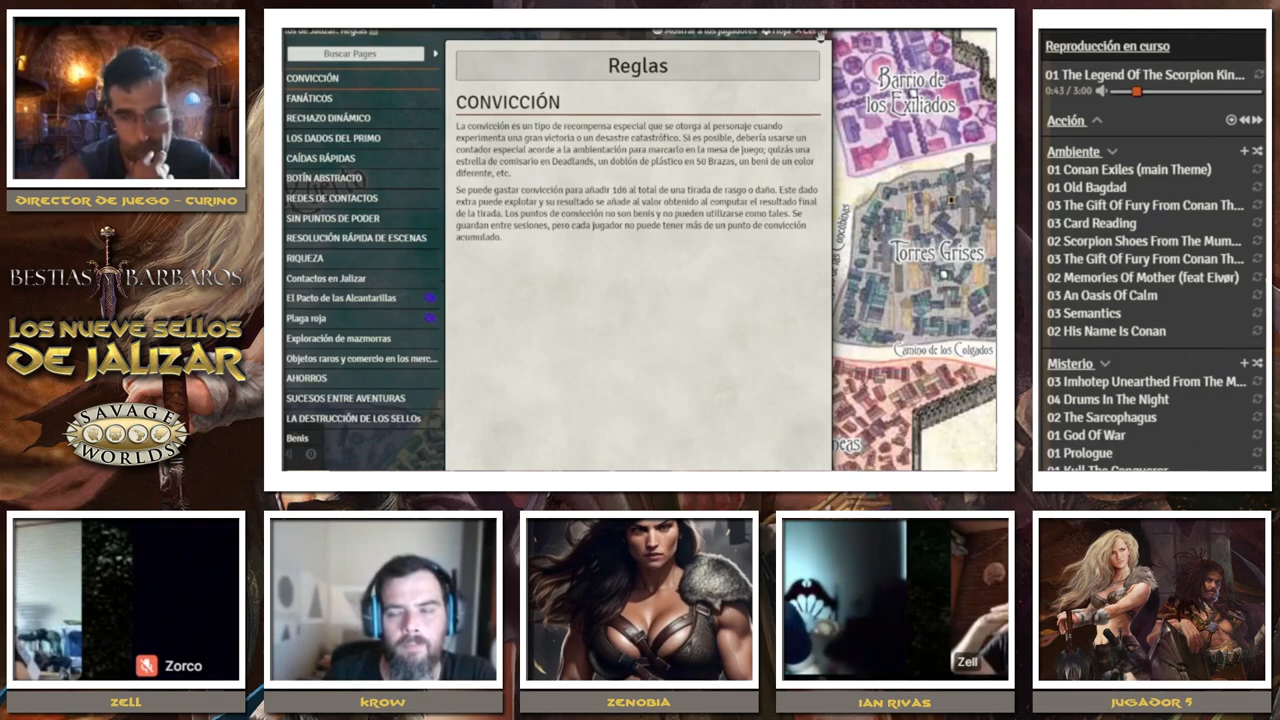 DIRECTOR DE JUEGO - CURINO
BESTIAS Y BARBAROS
LOS NUEVE SELLOS
DE JALIZAR
SAVAGE
WORLDS
los de Jalizar: Reglas
Mostrar a los jugadores
Hoja
Buscar Pages
CONVICCIÓN
FANÁTICOS
RECHAZO DINÁMICO
LOS DADOS DEL PRIMO
CAÍDAS RÁPIDAS
BOTÍN ABSTRACTO
REDES DE CONTACTOS
SIN PUNTOS DE PODER
RESOLUCIÓN RÁPIDA DE ESCENAS
RIQUEZA
Contactos en Jalizar
El Pacto de las Alcantarillas
Plaga roja
Exploración de mazmorras
Objetos raros y comercio en los merc...
AHORROS
SUCESOS ENTRE AVENTURAS
LA DESTRUCCIÓN DE LOS SELLOs
Benis
Reglas
CONVICCIÓN
La convicción es un tipo de recompensa especial que se otorga al personaje cuando
experimenta una gran victoria o un desastre catastrófico. Si es posible, debería usarse un
contador especial acorde a la ambientación para marcarlo en la mesa de juego; quizás una
estrella de comisario en Deadlands, un doblón de plástico en 50 Brazas, un beni de un color
diferente, etc.
Se puede gastar convicción para añadir 1d6 al total de una tirada de rasgo o daño. Este dado
extra puede explotar y su resultado se añade al valor obtenido al computar el resultado final
de la tirada. Los puntos de convicción no son benis y no pueden utilizarse como tales. Se
guardan entre sesiones, pero cada jugador no puede tener más de un punto de convicción
acumulado.
Barrio de
los Exiliados
Torres Grises
Camino de los Colgados
Reproducción en curso
01 The Legend Of The Scorpion Kin...
0:43 / 3:00
Acción
Ambiente
01 Conan Exiles (main Theme)
01 Old Bagdad
03 The Gift Of Fury From Conan Th...
03 Card Reading
02 Scorpion Shoes From The Mum...
03 The Gift Of Fury From Conan Th...
02 Memories Of Mother (feat Eivør)
03 An Oasis Of Calm
03 Semantics
02 His Name Is Conan
Misterio
03 Imhotep Unearthed From The M...
04 Drums In The Night
02 The Sarcophagus
01 God Of War
01 Prologue
01 Kull The Conqueror
Zorco
Zell
ZELL
KROW
ZENOBIA
IAN RIVAS
JUGADOR 5